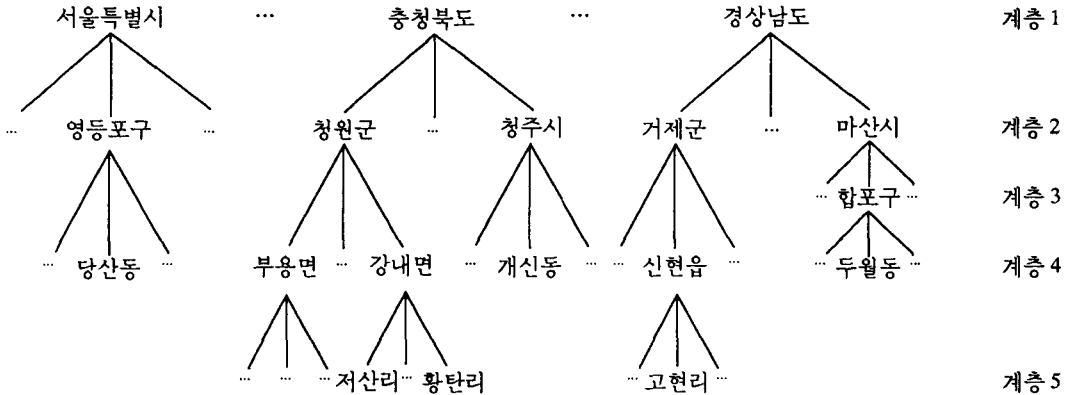 서울특별시 ... 충청북도 ... 경상남도 계층 1
... 영등포구 ... 청원군 ... 청주시 거제군 ... 마산시 계층 2
... 합포구 ... 계층 3
... 당산동 ... 부용면 ... 강내면 ... 개신동 ... 신현읍 ... ... 두월동 ... 계층 4
... ... ... 저산리 ... 황탄리 ... 고현리 ... 계층 5